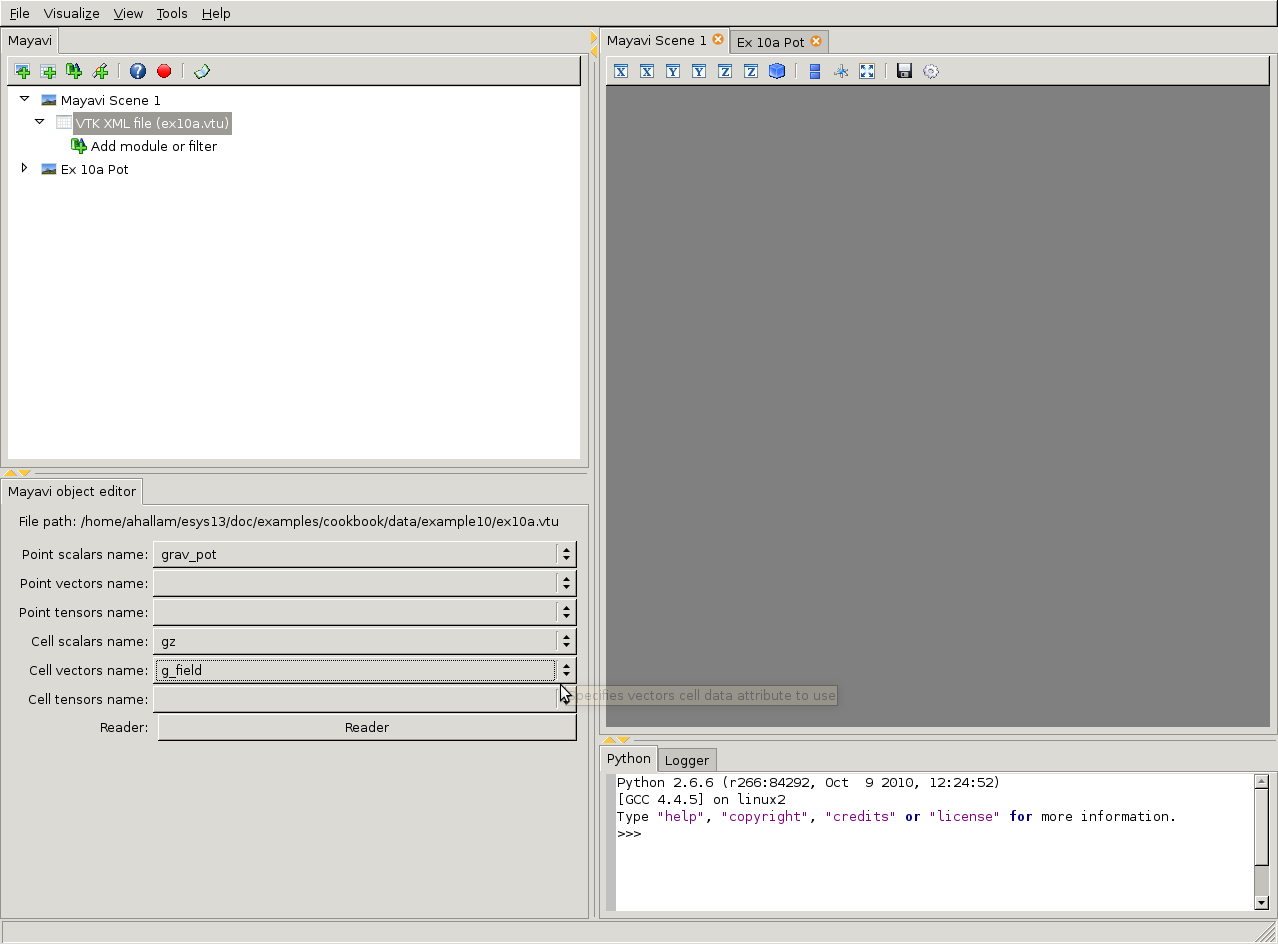 File Visualize View Tools Help
Mayavi
Mayavi Scene 1
VTK XML file (ex10a.vtu)
Add module or filter
Ex 10a Pot
Mayavi object editor
File path: /home/ahallam/esys13/doc/examples/cookbook/data/example10/ex10a.vtu
Point scalars name: grav_pot
Point vectors name:
Point tensors name:
Cell scalars name: gz
Cell vectors name: g_field
Cell tensors name:
Reader: Reader
Mayavi Scene 1 Ex 10a Pot
X X Y Y Z Z
pecifies vectors cell data attribute to use
Python Logger
Python 2.6.6 (r266:84292, Oct  9 2010, 12:24:52)
[GCC 4.4.5] on linux2
Type "help", "copyright", "credits" or "license" for more information.
>>>